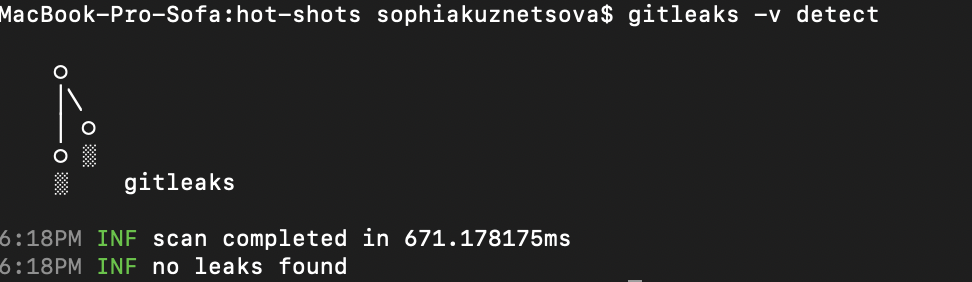 MacBook-Pro-Sofa:hot-shots sophiakuznetsova$ gitleaks -v detect
gitleaks
6:18PM INF scan completed in 671.178175ms
6:18PM INF no leaks found